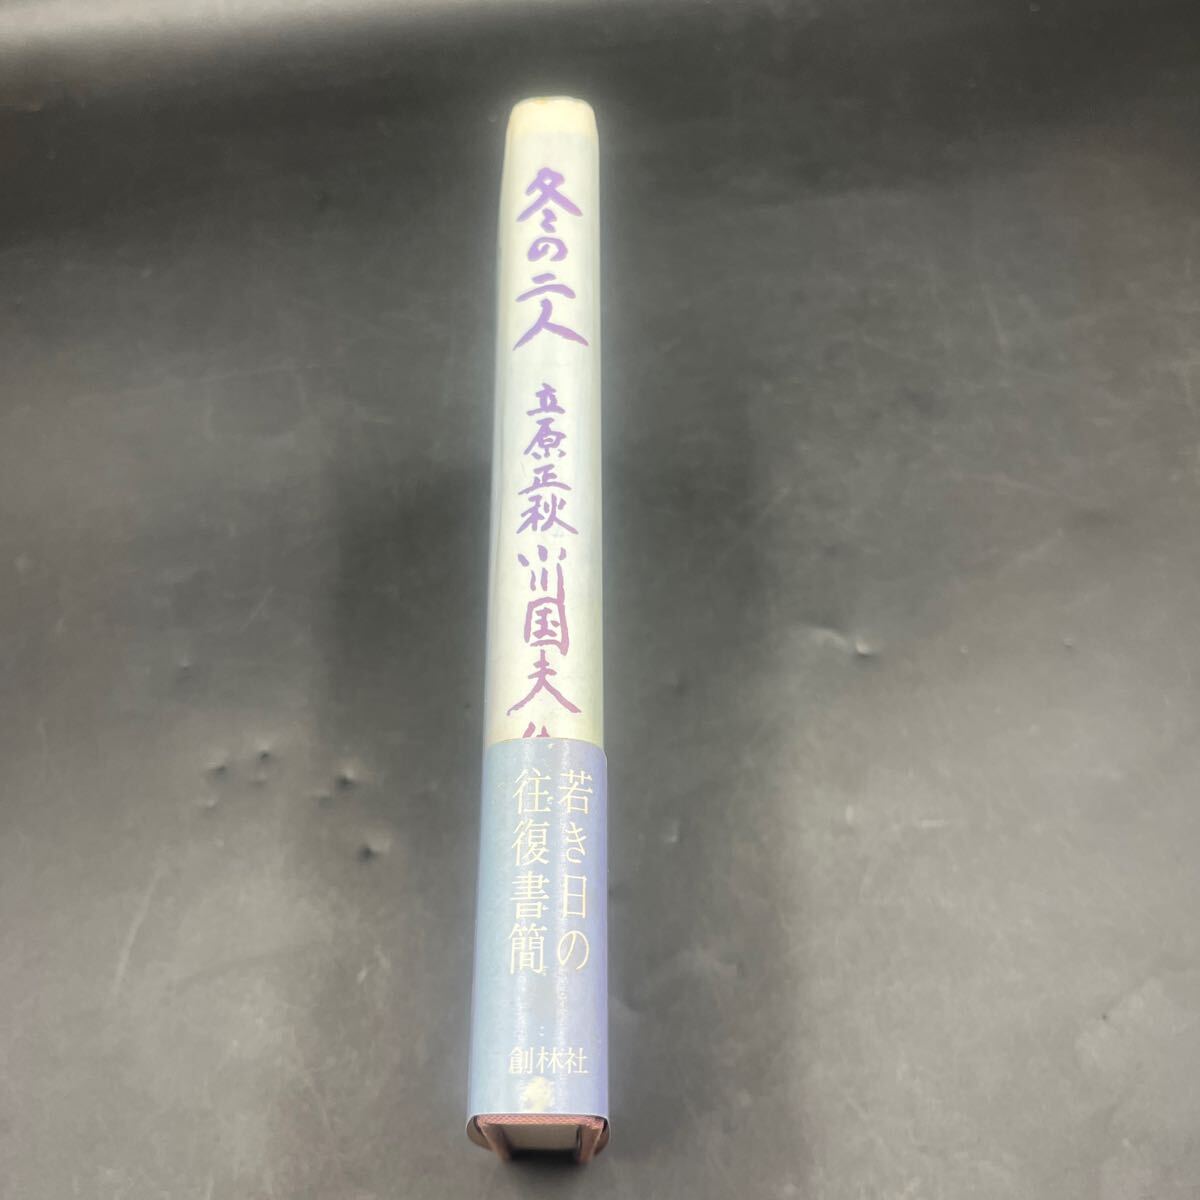 冬の二人
立原正秋
小川国夫
若き日の
往復書簡
創林社